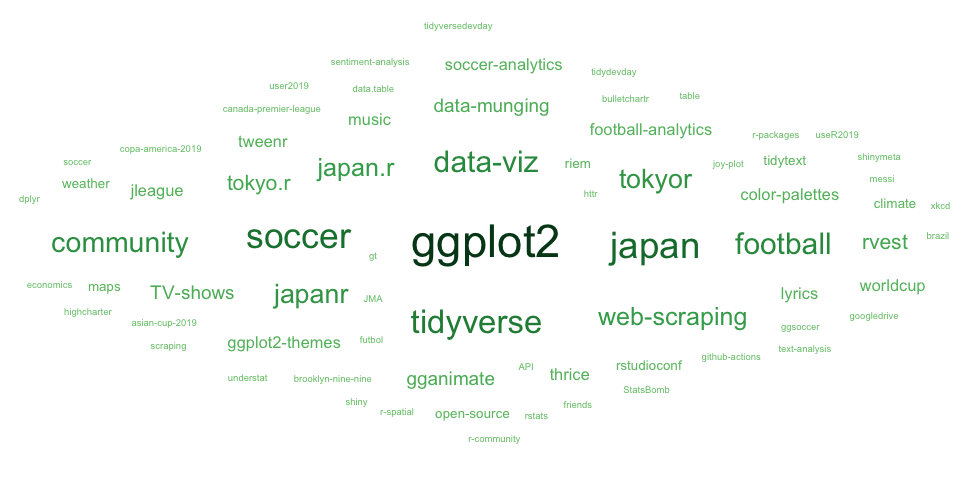 tidyversedevday
sentiment-analysis
soccer-analytics
tidydevday
user2019
data.table
bulletchartr
table
canada-premier-league
music
data-munging
football-analytics
r-packages
useR2019
copa-america-2019
tweenr
soccer
japan.r
data-viz
riem
joy-plot
tidytext
shinymeta
weather
jleague
tokyo.r
httr
tokyor
color-palettes
messi
dplyr
climate
xkcd
community
soccer
gt
ggplot2
japan
football
rvest
brazil
economics
maps
TV-shows
japanr
JMA
lyrics
worldcup
highcharter
asian-cup-2019
tidyverse
web-scraping
ggsoccer
googledrive
scraping
ggplot2-themes
futbol
github-actions
text-analysis
understat
brooklyn-nine-nine
gganimate
API
thrice
rstudioconf
StatsBomb
shiny
r-spatial
open-source
rstats
friends
r-community